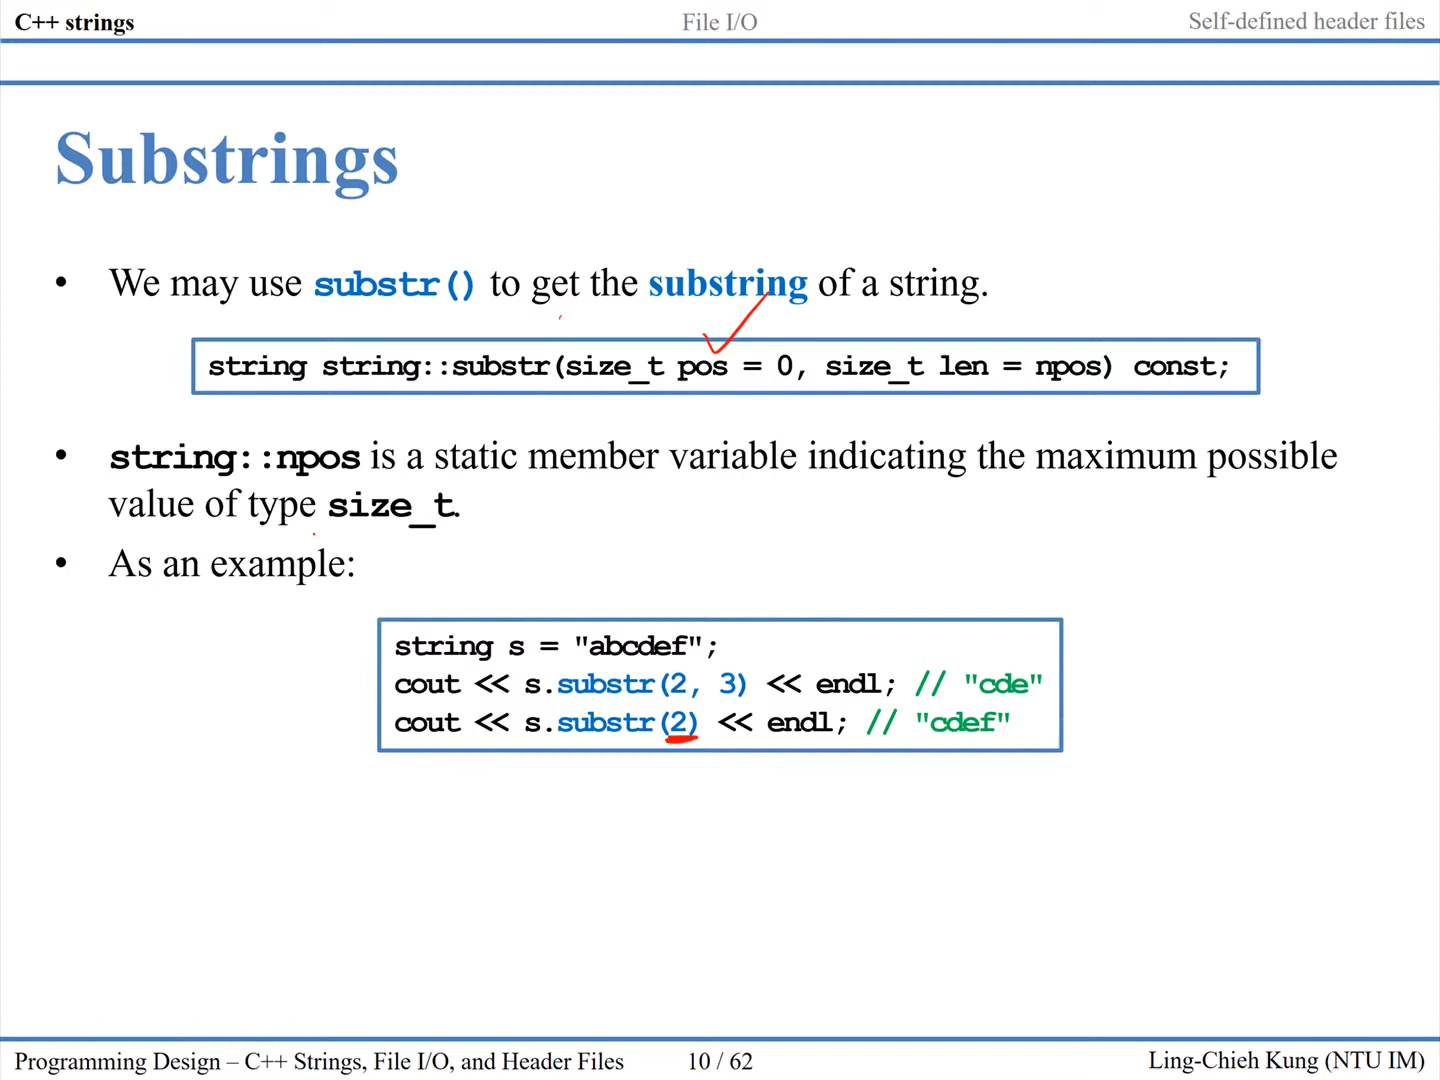 C++ strings File I/O Self-defined header files
Substrings
• We may use substr() to get the substring of a string.
string string::substr(size_t pos = 0, size_t len = npos) const;
• string::npos is a static member variable indicating the maximum possible
value of type size_t.
• As an example:
string s = "abcdef";
cout << s.substr(2, 3) << endl; // "cde"
cout << s.substr(2) << endl; // "cdef"
Programming Design – C++ Strings, File I/O, and Header Files 10 / 62 Ling-Chieh Kung (NTU IM)